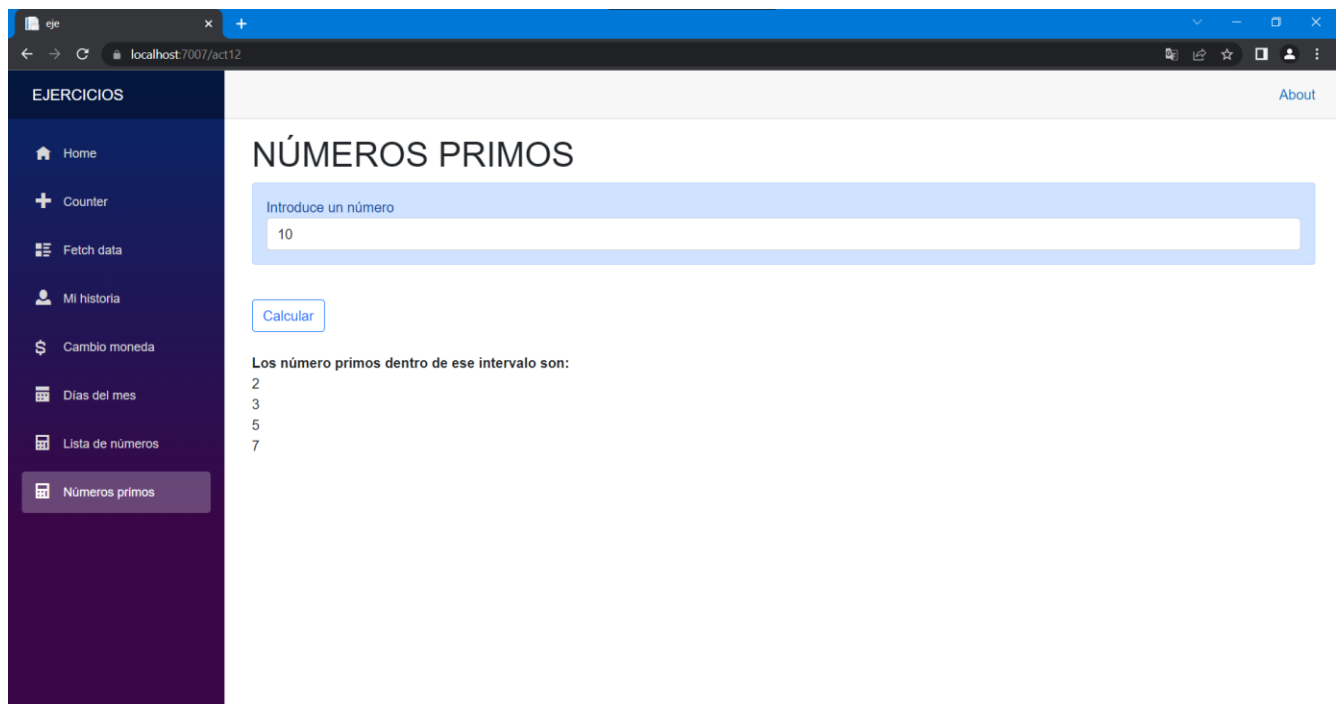 eje
localhost:7007/act12
EJERCICIOS
About
Home
Counter
Fetch data
Mi historia
Cambio moneda
Días del mes
Lista de números
Números primos
NÚMEROS PRIMOS
Introduce un número
10
Calcular
Los número primos dentro de ese intervalo son:
2
3
5
7